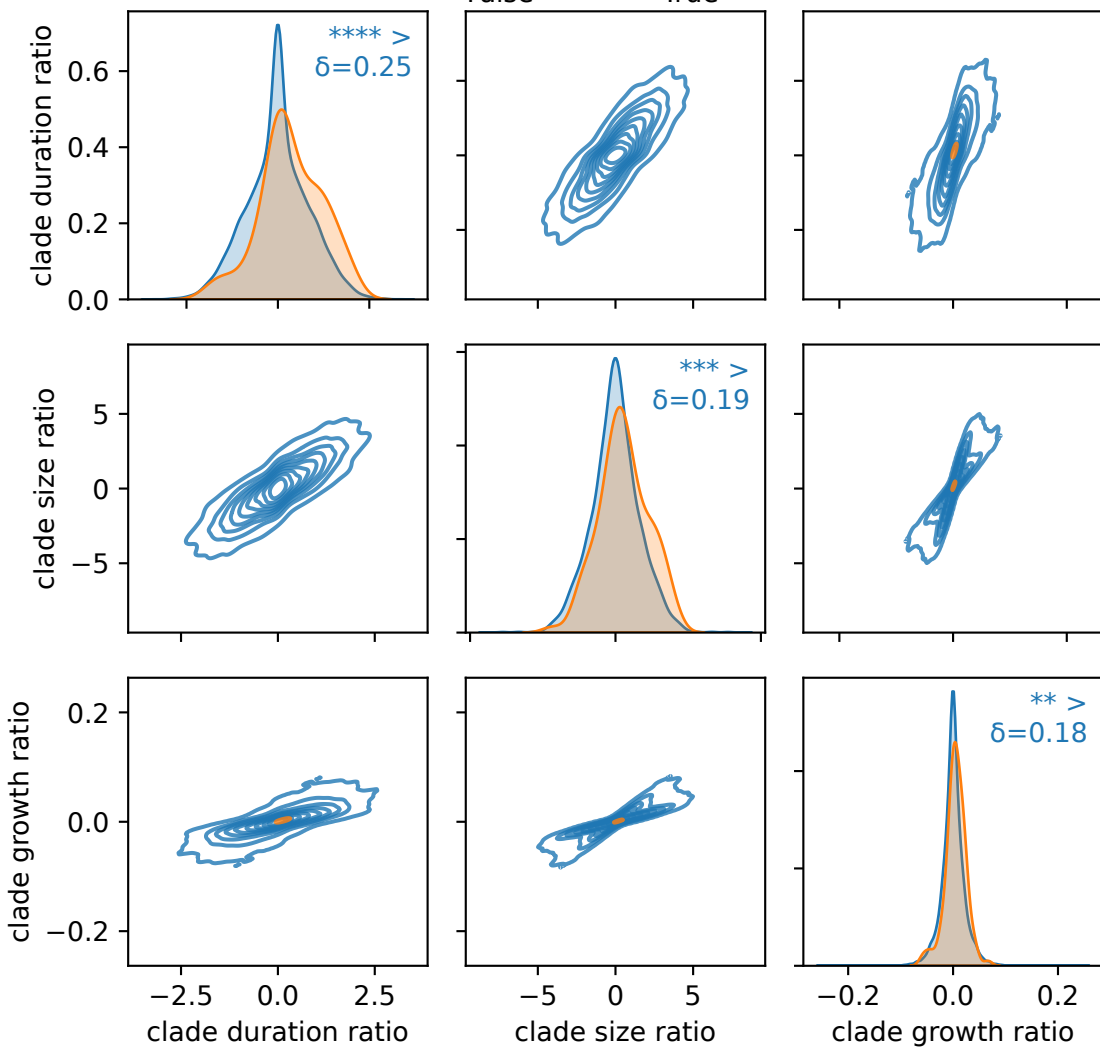 clade duration ratio
0.6
0.4
0.2
0.0
**** >
δ=0.25
clade size ratio
5
0
−5
*** >
δ=0.19
clade growth ratio
0.2
0.0
−0.2
** >
δ=0.18
−2.5 0.0 2.5
−5 0 5
−0.2 0.0 0.2
clade duration ratio
clade size ratio
clade growth ratio